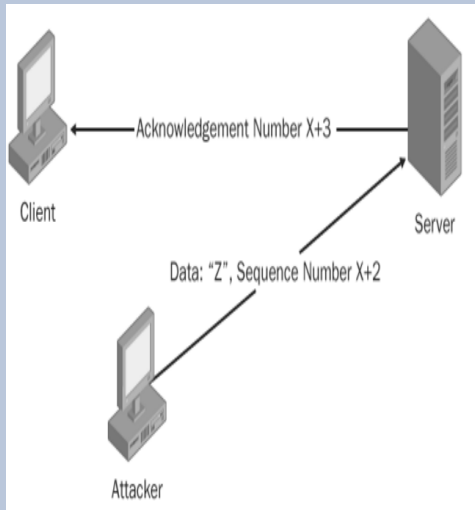 Acknowledgement Number X+3
Client
Server
Data: “Z”, Sequence Number X+2
Attacker